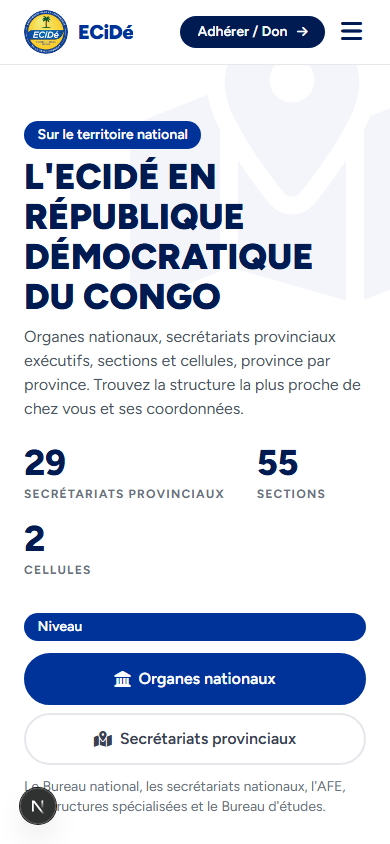 ECiDé
ECiDé
Adhérer / Don
Sur le territoire national
L'ECIDÉ EN
RÉPUBLIQUE
DÉMOCRATIQUE
DU CONGO
Organes nationaux, secrétariats provinciaux
exécutifs, sections et cellules, province par
province. Trouvez la structure la plus proche de
chez vous et ses coordonnées.
29
SECRÉTARIATS PROVINCIAUX
55
SECTIONS
2
CELLULES
Niveau
Organes nationaux
Secrétariats provinciaux
Le Bureau national, les secrétariats nationaux, l'AFE,
structures spécialisées et le Bureau d'études.
N